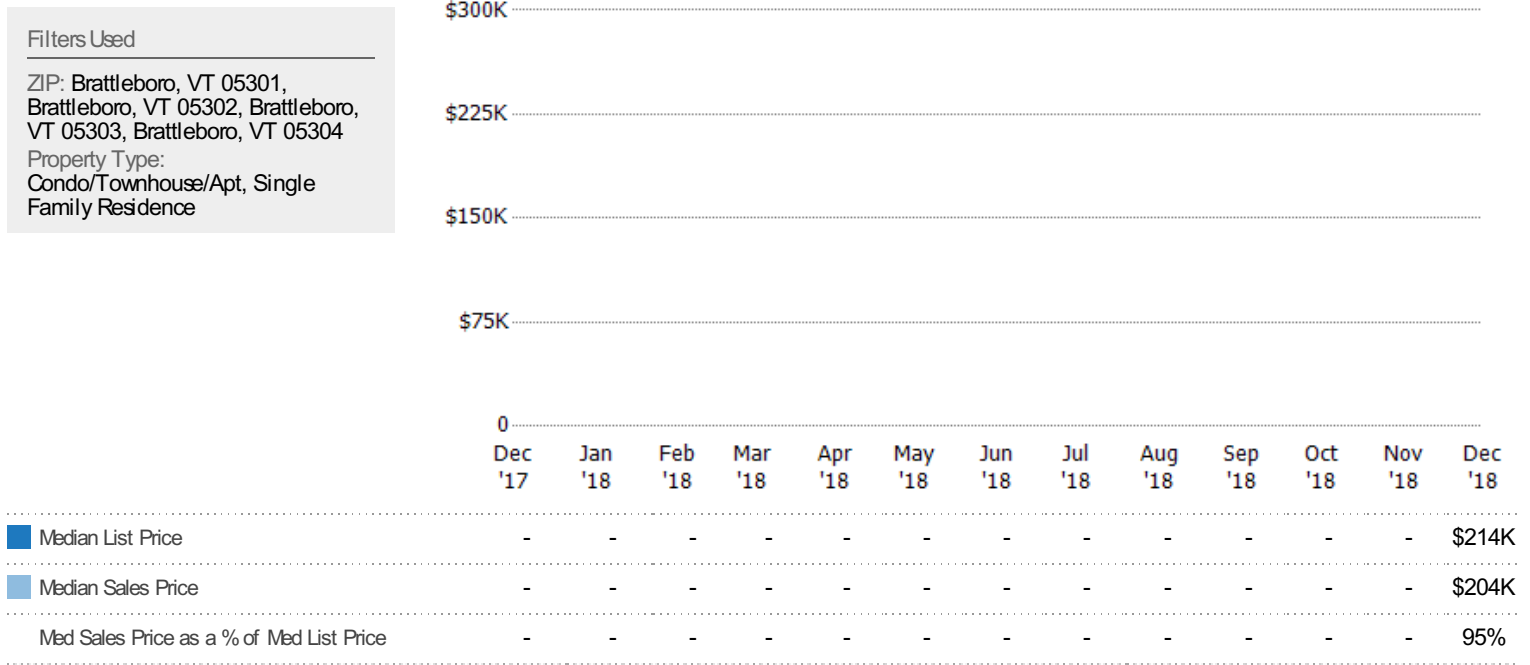 Filters Used
ZIP: Brattleboro, VT 05301,
Brattleboro, VT 05302, Brattleboro,
VT 05303, Brattleboro, VT 05304
Property Type:
Condo/Townhouse/Apt, Single
Family Residence
$300K
$225K
$150K
$75K
0
Dec Jan Feb Mar Apr May Jun Jul Aug Sep Oct Nov Dec
'17 '18 '18 '18 '18 '18 '18 '18 '18 '18 '18 '18 '18
Median List Price - - - - - - - - - - - - $214K
Median Sales Price - - - - - - - - - - - - $204K
Med Sales Price as a % of Med List Price - - - - - - - - - - - - 95%